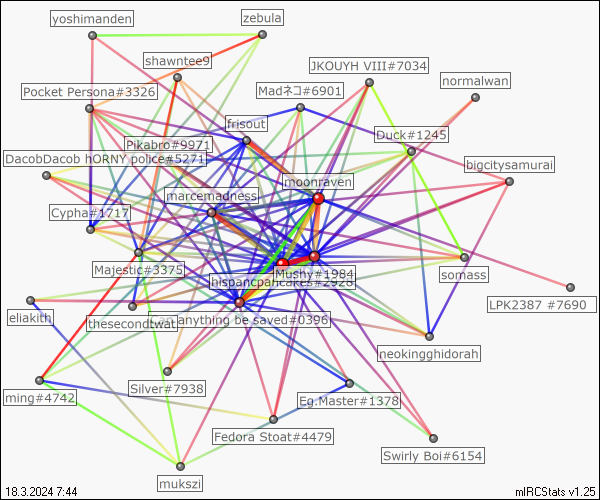 yoshimanden
zebula
shawntee9
JKOUYH VIII#7034
normalwan
Pocket Persona#3326
Madネコ#6901
frisout
Duck#1245
Pikabro#9971
DacobDacob hORNY police#5271
bigcitysamurai
moonraven
marcemadness
Cypha#1717
Majestic#3375
Mushy#1984
hispancpancakes#2928
somass
LPK2387 #7690
eliakith
thesecondtwat
anything be saved#0396
neokingghidorah
ming#4742
Silver#7938
Eg.Master#1378
Fedora Stoat#4479
Swirly Boi#6154
mukszi
18.3.2024 7:44
mIRCStats v1.25